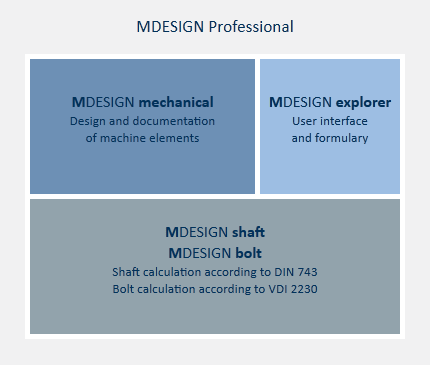 MDESIGN Professional
MDESIGN mechanical
Design and documentation
of machine elements
MDESIGN explorer
User interface
and formulary
MDESIGN shaft
MDESIGN bolt
Shaft calculation according to DIN 743
Bolt calculation according to VDI 2230